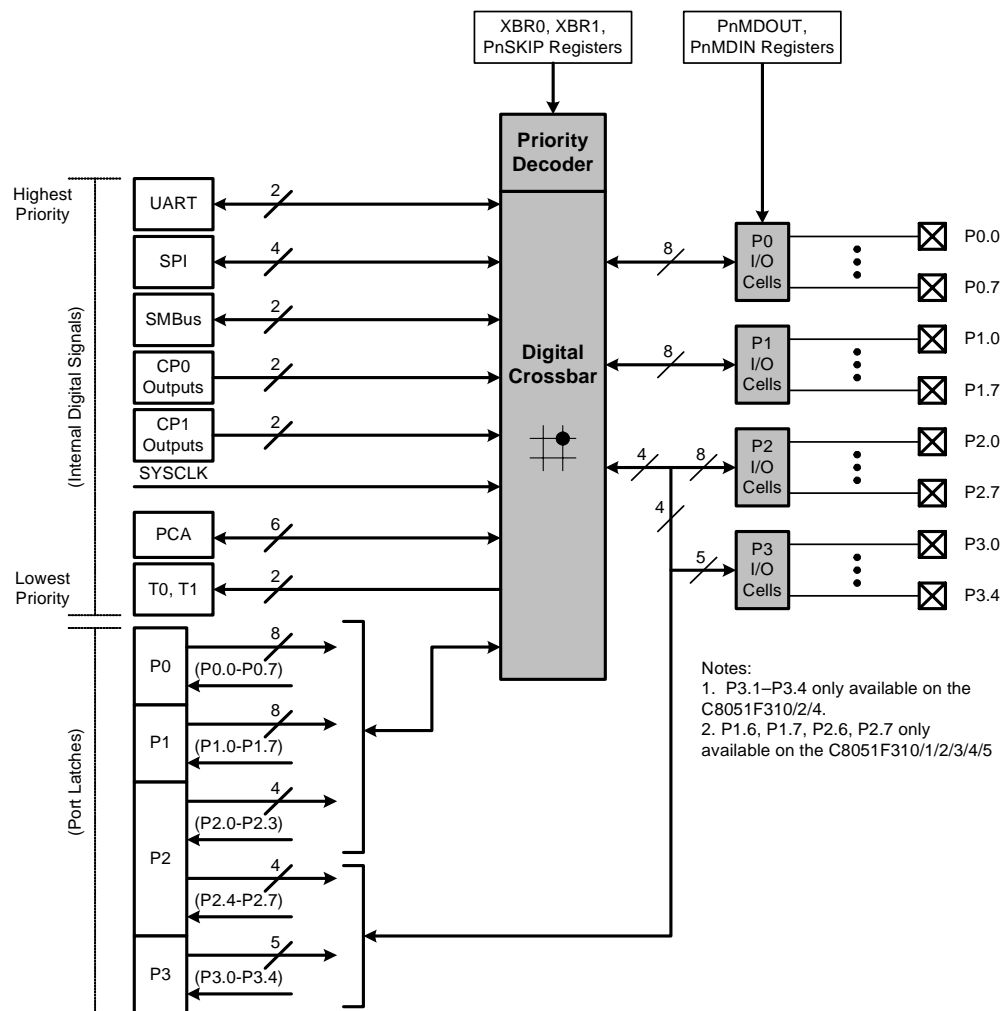 XBR0, XBR1,
PnSKIP Registers
PnMDOUT,
PnMDIN Registers
Priority
Decoder
Highest
Priority
UART
2
SPI
4
SMBus
2
CP0
Outputs
2
CP1
Outputs
2
SYSCLK
PCA
6
Lowest
Priority
T0, T1
2
(Internal Digital Signals)
Digital
Crossbar
8
P0
I/O
Cells
P0.0
P0.7
8
P1
I/O
Cells
P1.0
P1.7
4
8
P2
I/O
Cells
P2.0
P2.7
4
5
P3
I/O
Cells
P3.0
P3.4
(Port Latches)
P0
8
(P0.0-P0.7)
P1
8
(P1.0-P1.7)
P2
4
(P2.0-P2.3)
4
(P2.4-P2.7)
P3
5
(P3.0-P3.4)
Notes:
1. P3.1–P3.4 only available on the
C8051F310/2/4.
2. P1.6, P1.7, P2.6, P2.7 only
available on the C8051F310/1/2/3/4/5